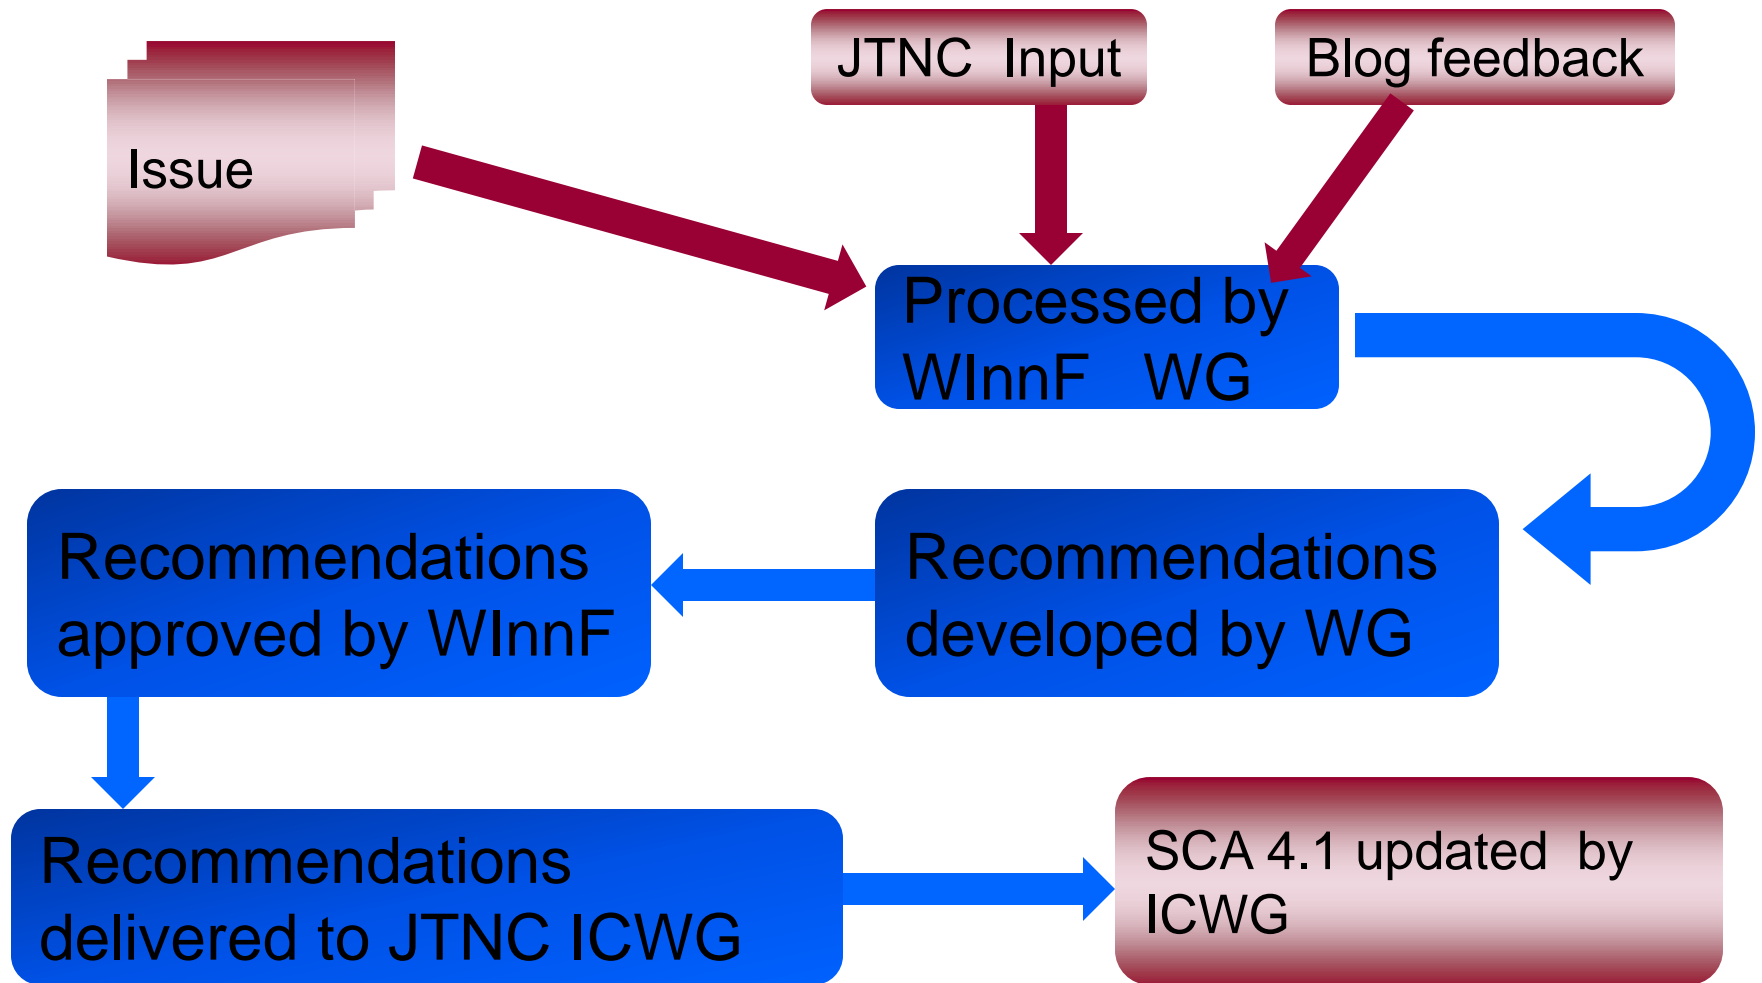 JTNC Input
Blog feedback
Issue
Processed by
WInnF WG
Recommendations
developed by WG
Recommendations
approved by WInnF
Recommendations
delivered to JTNC ICWG
SCA 4.1 updated by
ICWG